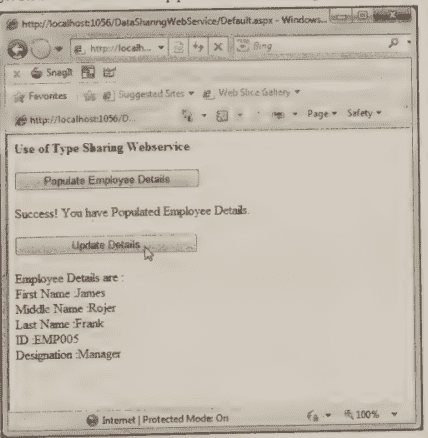 http://localhost:1056/DataSharngWebService/Default.aspx - Windows...
http://localh...
Bing
Snagit
Favorites
Suggested Sites
Web Slice Gallery
http://localhost:1056/D...
Page
Safety
Use of Type Sharing Webservice
Populate Employee Details
Success! You have Populated Employee Details.
Update Details
Employee Details are :
First Name :James
Middle Name :Rojer
Last Name :Frank
ID :EMP005
Designation :Manager
Internet | Protected Mode: On
100%